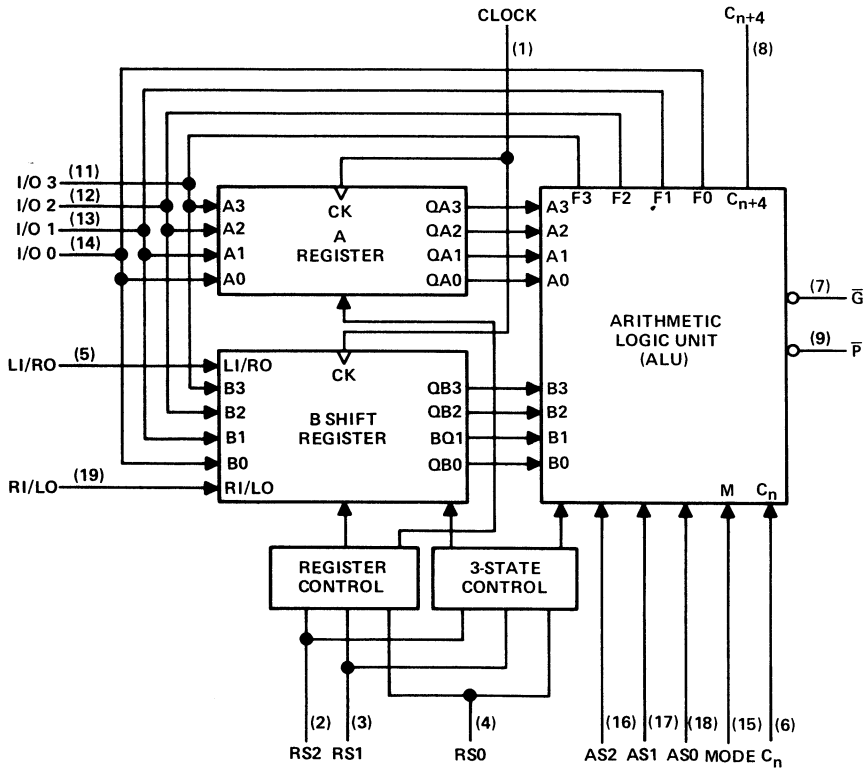 CLOCK
Cn+4
(1)
(8)
I/O 3 (11)
I/O 2 (12)
I/O 1 (13)
I/O 0 (14)
F3 F2 F1 F0 Cn+4
CK
A3 QA3 A3
A2 A QA2 A2
A1 REGISTER QA1 A1
A0 QA0 A0
(7) G̅
ARITHMETIC
LOGIC UNIT
(ALU)
(9) P̅
LI/RO (5) LI/RO
CK
B3 QB3 B3
B2 B SHIFT QB2 B2
B1 REGISTER BQ1 B1
B0 QB0 B0
RI/LO (19) RI/LO
M Cn
REGISTER
CONTROL
3-STATE
CONTROL
(2) (3) (4) (16) (17) (18) (15) (6)
RS2 RS1 RS0 AS2 AS1 AS0 MODE Cn